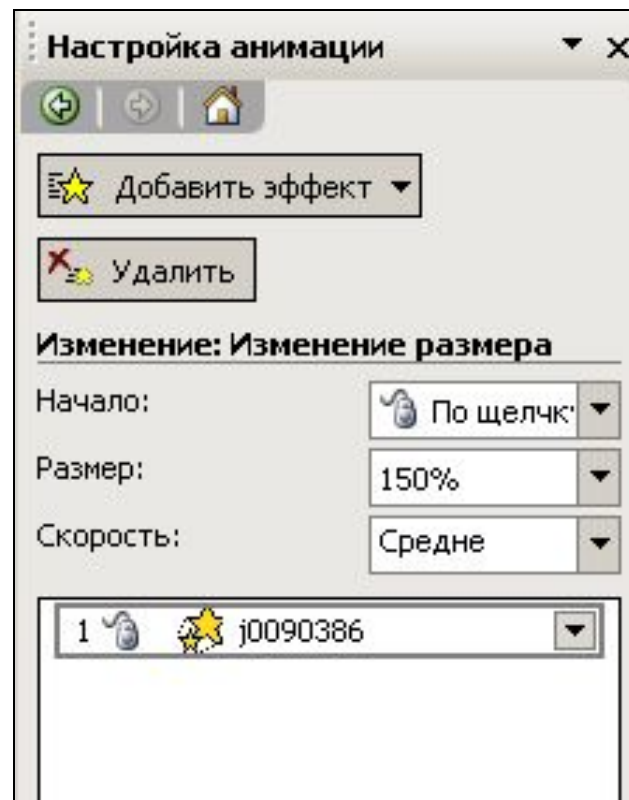 Настройка анимации
Добавить эффект
Удалить
Изменение: Изменение размера
Начало: По щелчк
Размер: 150%
Скорость: Средне
1 j0090386